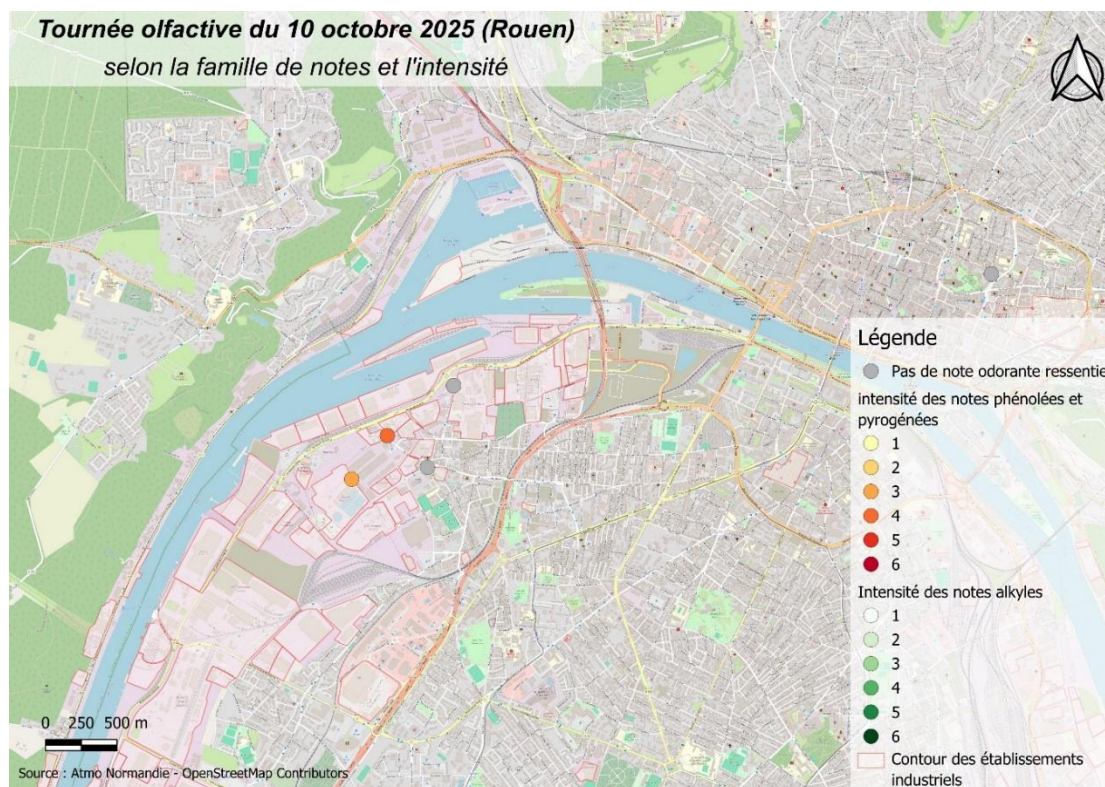 Tournée olfactive du 10 octobre 2025 (Rouen)
selon la famille de notes et l'intensité
Légende
Pas de note odorante ressentie
intensité des notes phénolées et
pyrogénées
1
2
3
4
5
6
Intensité des notes alkyles
1
2
3
4
5
6
Contour des établissements
industriels
0 250 500 m
Source : Atmo Normandie - OpenStreetMap Contributors